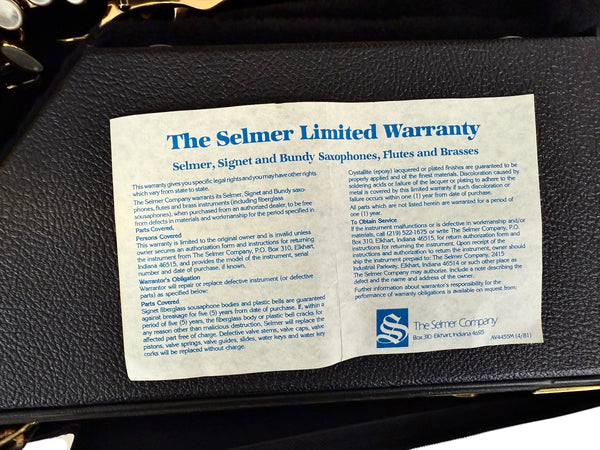 The Selmer Limited Warranty
Selmer, Signet and Bundy Saxophones, Flutes and Brasses
This warranty gives you specific legal rights and you may have other rights
which vary from state to state.
The Selmer Company warrants its Selmer, Signet and Bundy saxo-
phones, flutes and brass instruments (including fiberglass
sousaphones), when purchased from an authorized dealer, to be free
from defects in materials and workmanship for the period specified in
Parts Covered.
Persons Covered
This warranty is limited to the original owner and is invalid unless
owner secures an authorization form and instructions for returning
the instrument from The Selmer Company, P.O. Box 310, Elkhart,
Indiana 46515, and provides the model of the instrument, serial
number and date of purchase, if known.
Warrantor's Obligation
Warrantor will repair or replace defective instrument (or defective
parts) as specified below:
Parts Covered
Signet fiberglass sousaphone bodies and plastic bells are guaranteed
against breakage for five (5) years from date of purchase. If, within a
period of five (5) years, the fiberglass body or plastic bell cracks for
any reason other than malicious destruction, Selmer will replace the
affected part free of charge. Defective valve stems, valve caps, valve
pistons, valve springs, valve guides, slides, water keys and water key
corks will be replaced without charge.
Crystallite (epoxy) lacquered or plated finishes are guaranteed to be
properly applied and of the finest materials. Discoloration caused by
soldering acids or failure of the lacquer or plating to adhere to the
metal is covered by this limited warranty if such discoloration or
failure occurs within one (1) year from date of purchase.
All parts which are not listed herein are warranted for a period of
one (1) year.
To Obtain Service
If the instrument malfunctions or is defective in workmanship and/or
materials, call (219) 522-1675 or write The Selmer Company, P.O.
Box 310, Elkhart, Indiana 46515, for return authorization form and
instructions for returning the instrument. Upon receipt of the
instructions and authorization to return the instrument, owner should
ship the instrument prepaid to: The Selmer Company, 2415
Industrial Parkway, Elkhart, Indiana 46514 or such other place as
The Selmer Company may authorize. Include a note describing the
defect and the name and address of the owner.
Further information about warrantor's responsibility for the
performance of warranty obligations is available on request from:
S
The Selmer Company
Box 310 Elkhart, Indiana 46515
AV4455M (4/81)